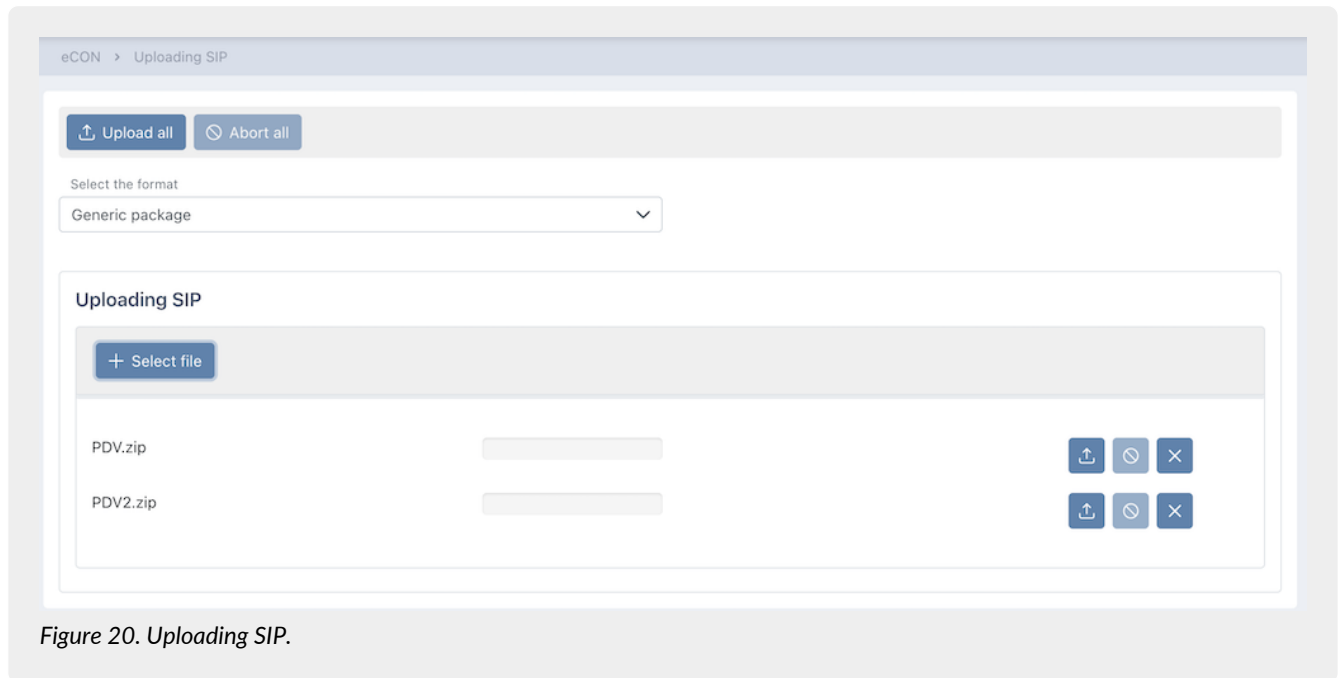 eCON > Uploading SIP
Upload all Abort all
Select the format
Generic package
Uploading SIP
+ Select file
PDV.zip
PDV2.zip
Figure 20. Uploading SIP.